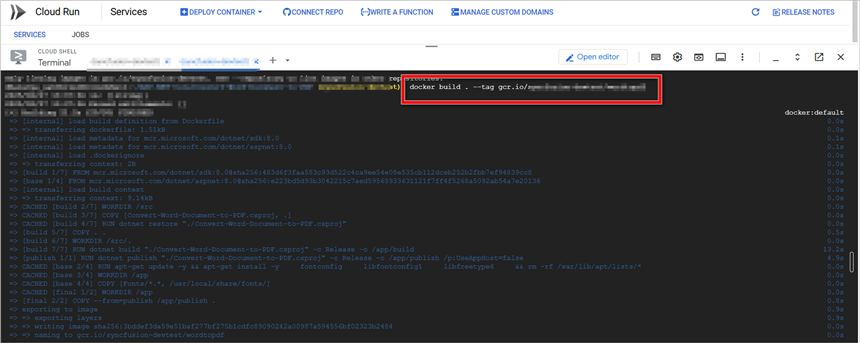 Cloud Run Services DEPLOY CONTAINER CONNECT REPO WRITE A FUNCTION MANAGE CUSTOM DOMAINS RELEASE NOTES
SERVICES JOBS
CLOUD SHELL
Terminal Open editor
repositories.
docker build . --tag gcr.io/
docker:default
=> [internal] load build definition from Dockerfile 0.0s
=> => transferring dockerfile: 1.51kB 0.0s
=> [internal] load metadata for mcr.microsoft.com/dotnet/sdk:8.0 0.1s
=> [internal] load metadata for mcr.microsoft.com/dotnet/aspnet:8.0 0.1s
=> [internal] load .dockerignore 0.0s
=> => transferring context: 2B 0.0s
=> [build 1/7] FROM mcr.microsoft.com/dotnet/sdk:8.0@sha256: 0.0s
=> [base 1/4] FROM mcr.microsoft.com/dotnet/aspnet:8.0@sha256: 0.0s
=> [internal] load build context 0.0s
=> => transferring context: 9.14kB 0.0s
=> CACHED [build 2/7] WORKDIR /src 0.0s
=> CACHED [build 3/7] COPY [Convert-Word-Document-to-PDF.csproj, .] 0.0s
=> CACHED [build 4/7] RUN dotnet restore "./Convert-Word-Document-to-PDF.csproj" 0.0s
=> [build 5/7] COPY . . 0.5s
=> [build 6/7] WORKDIR /src/. 0.0s
=> [build 7/7] RUN dotnet build "./Convert-Word-Document-to-PDF.csproj" -c Release -o /app/build 13.2s
=> [publish 1/1] RUN dotnet publish "./Convert-Word-Document-to-PDF.csproj" -c Release -o /app/publish /p:UseAppHost=false 4.9s
=> CACHED [base 2/4] RUN apt-get update -y && apt-get install -y fontconfig libfontconfig1 libfreetype6 && rm -rf /var/lib/apt/lists/* 0.0s
=> CACHED [base 3/4] WORKDIR /app 0.0s
=> CACHED [base 4/4] COPY [Fonts/*.*, /usr/local/share/fonts/] 0.0s
=> CACHED [final 1/2] WORKDIR /app 0.0s
=> [final 2/2] COPY --from=publish /app/publish . 0.8s
=> exporting to image 0.9s
=> => exporting layers 0.9s
=> => writing image sha256: 0.0s
=> => naming to gcr.io/syncfusion-devtest/wordtopdf 0.0s